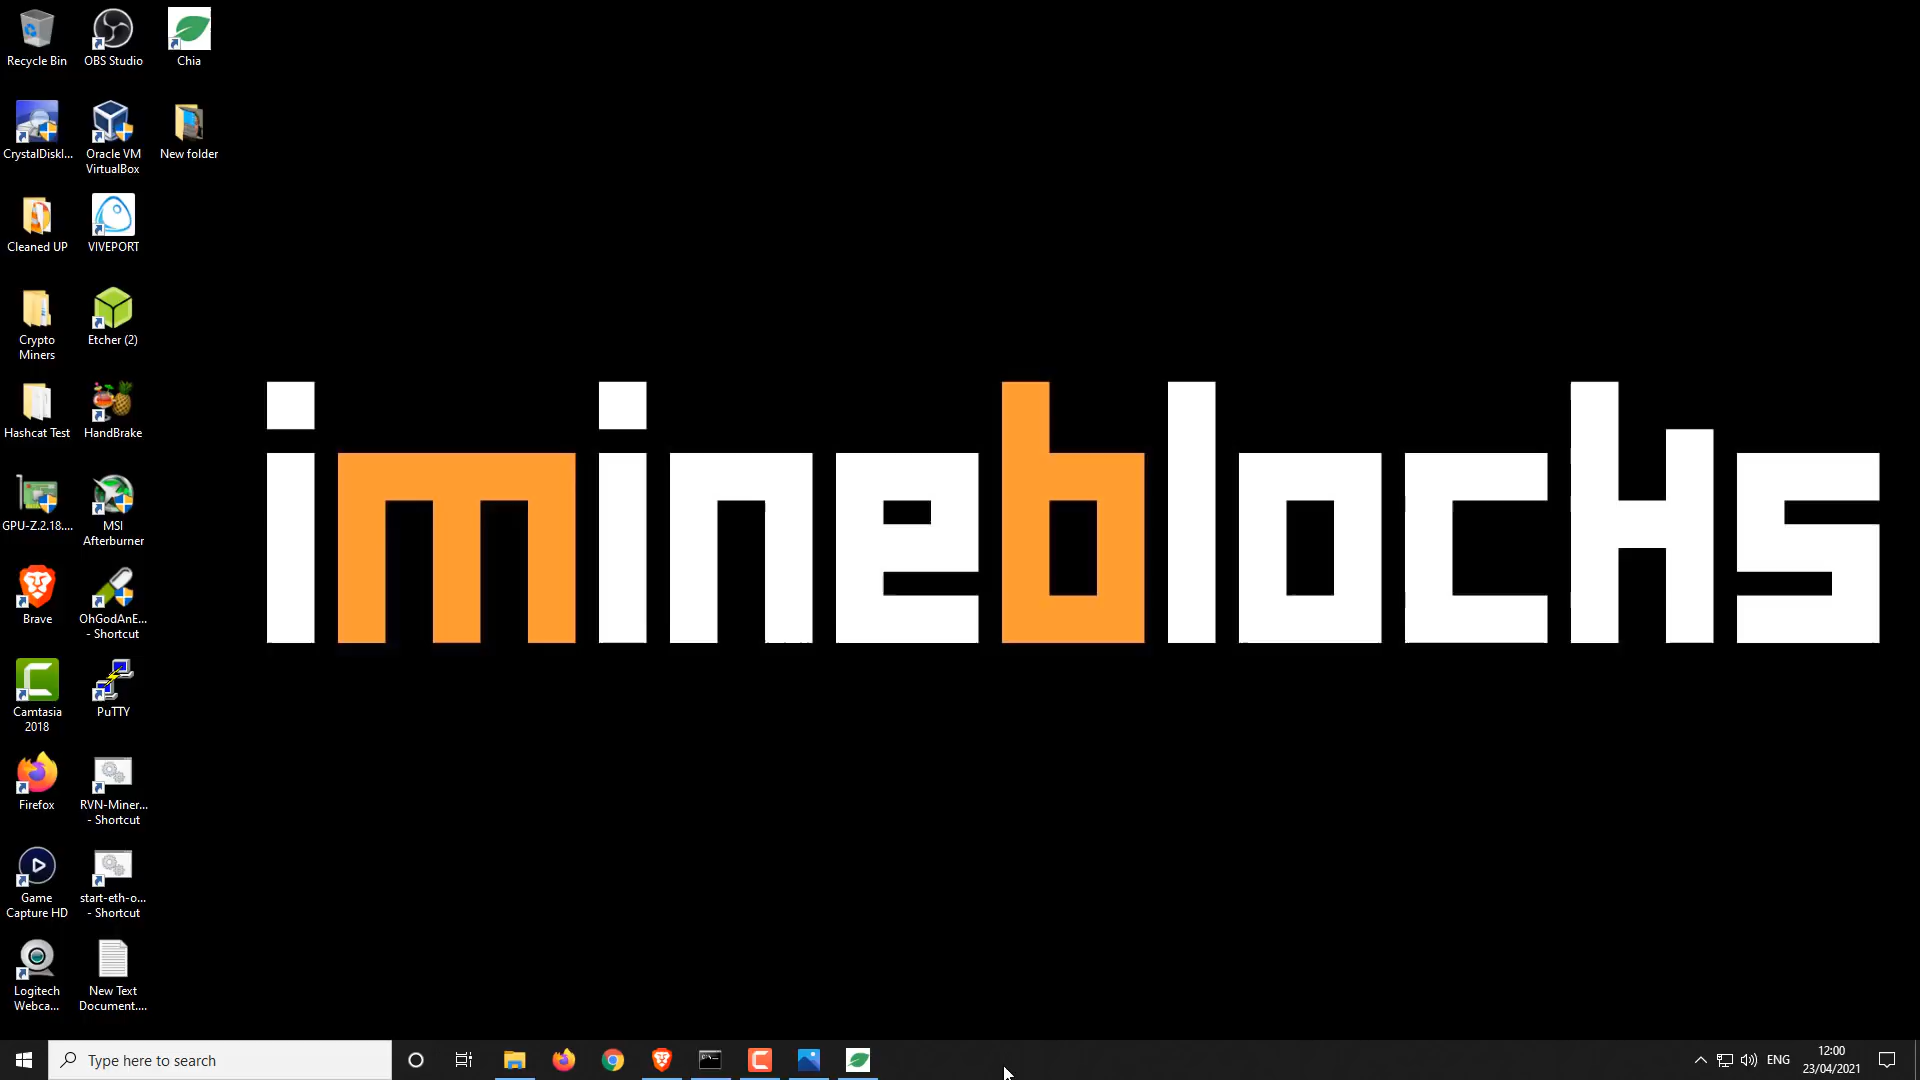 Recycle Bin
OBS Studio
Chia
CrystalDiskI...
Oracle VM
VirtualBox
New folder
Cleaned UP
VIVEPORT
Crypto
Miners
Etcher (2)
Hashcat Test
HandBrake
GPU-Z.2.18....
MSI
Afterburner
Brave
OhGodAnE...
- Shortcut
Camtasia
2018
PuTTY
Firefox
RVN-Miner...
- Shortcut
Game
Capture HD
start-eth-o...
- Shortcut
Logitech
Webca...
New Text
Document....
imineblocks
Type here to search
ENG
12:00
23/04/2021